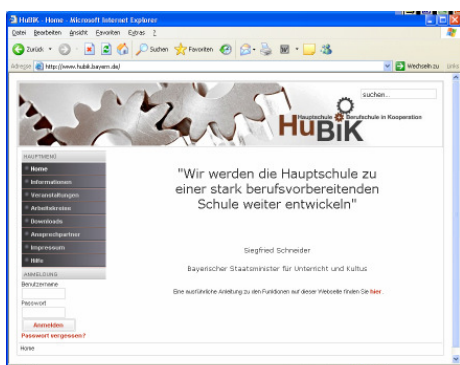 HuBIK - Home - Microsoft Internet Explorer
Datei Bearbeiten Ansicht Favoriten Extras ?
Zurück Suchen Favoriten
Adresse http://www.hubik.bayern.de/ Wechseln zu Links
suchen...
Hauptschule Berufschule in Kooperation
HuBiK
HAUPTMENÜ
Home
Informationen
Veranstaltungen
Arbeitskreise
Downloads
Ansprechpartner
Impressum
Hilfe
ANMELDUNG
Benutzername
Passwort
Anmelden
Passwort vergessen?
"Wir werden die Hauptschule zu
einer stark berufsvorbereitenden
Schule weiter entwickeln"
Siegfried Schneider
Bayerischer Staatsminister für Unterricht und Kultus
Eine ausführliche Anleitung zu den Funktionen auf dieser Webseite finden Sie hier.
Home